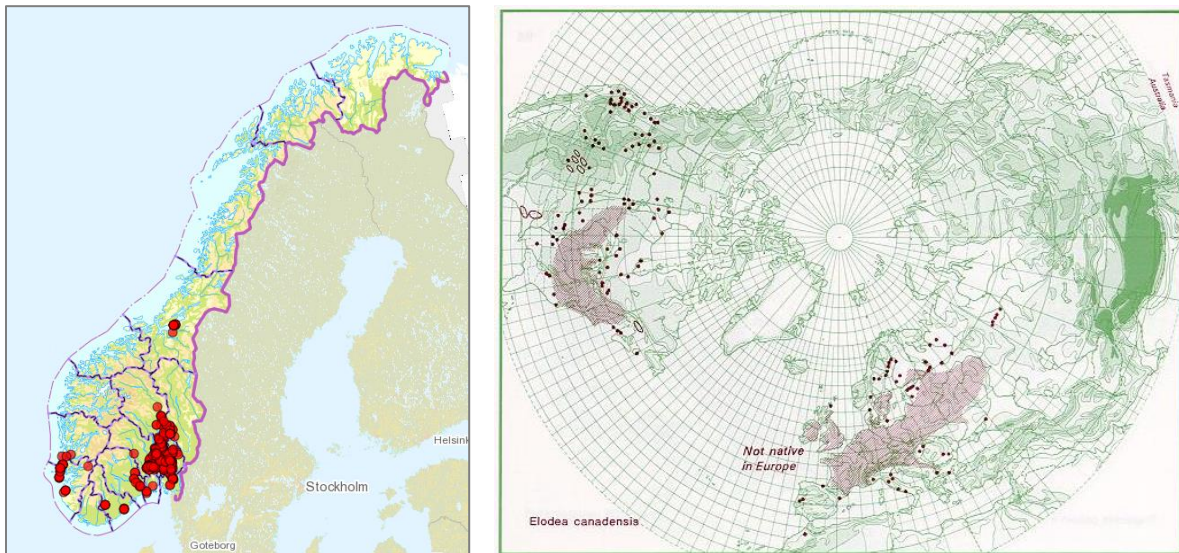 Helsink
Stockholm
Goteborg
Tasmania
Australia
Not native
in Europe
Elodea canadensis